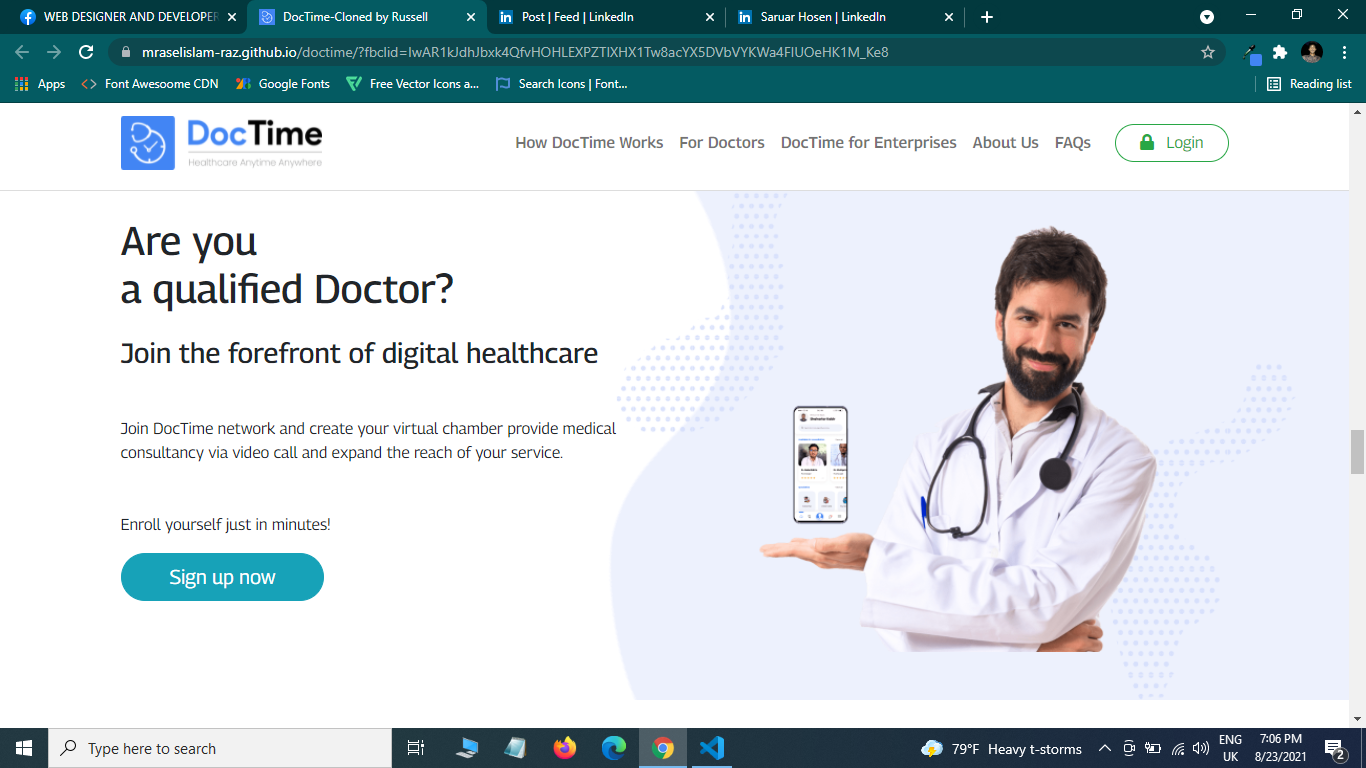 WEB DESIGNER AND DEVELOPER
DocTime-Cloned by Russell
Post | Feed | LinkedIn
Saruar Hosen | LinkedIn
mraselislam-raz.github.io/doctime/?fbclid=IwAR1kJdhJbxk4QfvHOHLEXPZTIXHX1Tw8acYX5DVbVYKWa4FIUOeHK1M_Ke8
Apps
Font Awesoome CDN
Google Fonts
Free Vector Icons a...
Search Icons | Font...
Reading list
DocTime
Healthcare Anytime Anywhere
How DocTime Works
For Doctors
DocTime for Enterprises
About Us
FAQs
Login
Are you
a qualified Doctor?
Join the forefront of digital healthcare
Join DocTime network and create your virtual chamber provide medical
consultancy via video call and expand the reach of your service.
Enroll yourself just in minutes!
Sign up now
Type here to search
79°F Heavy t-storms
ENG
UK
7:06 PM
8/23/2021
2